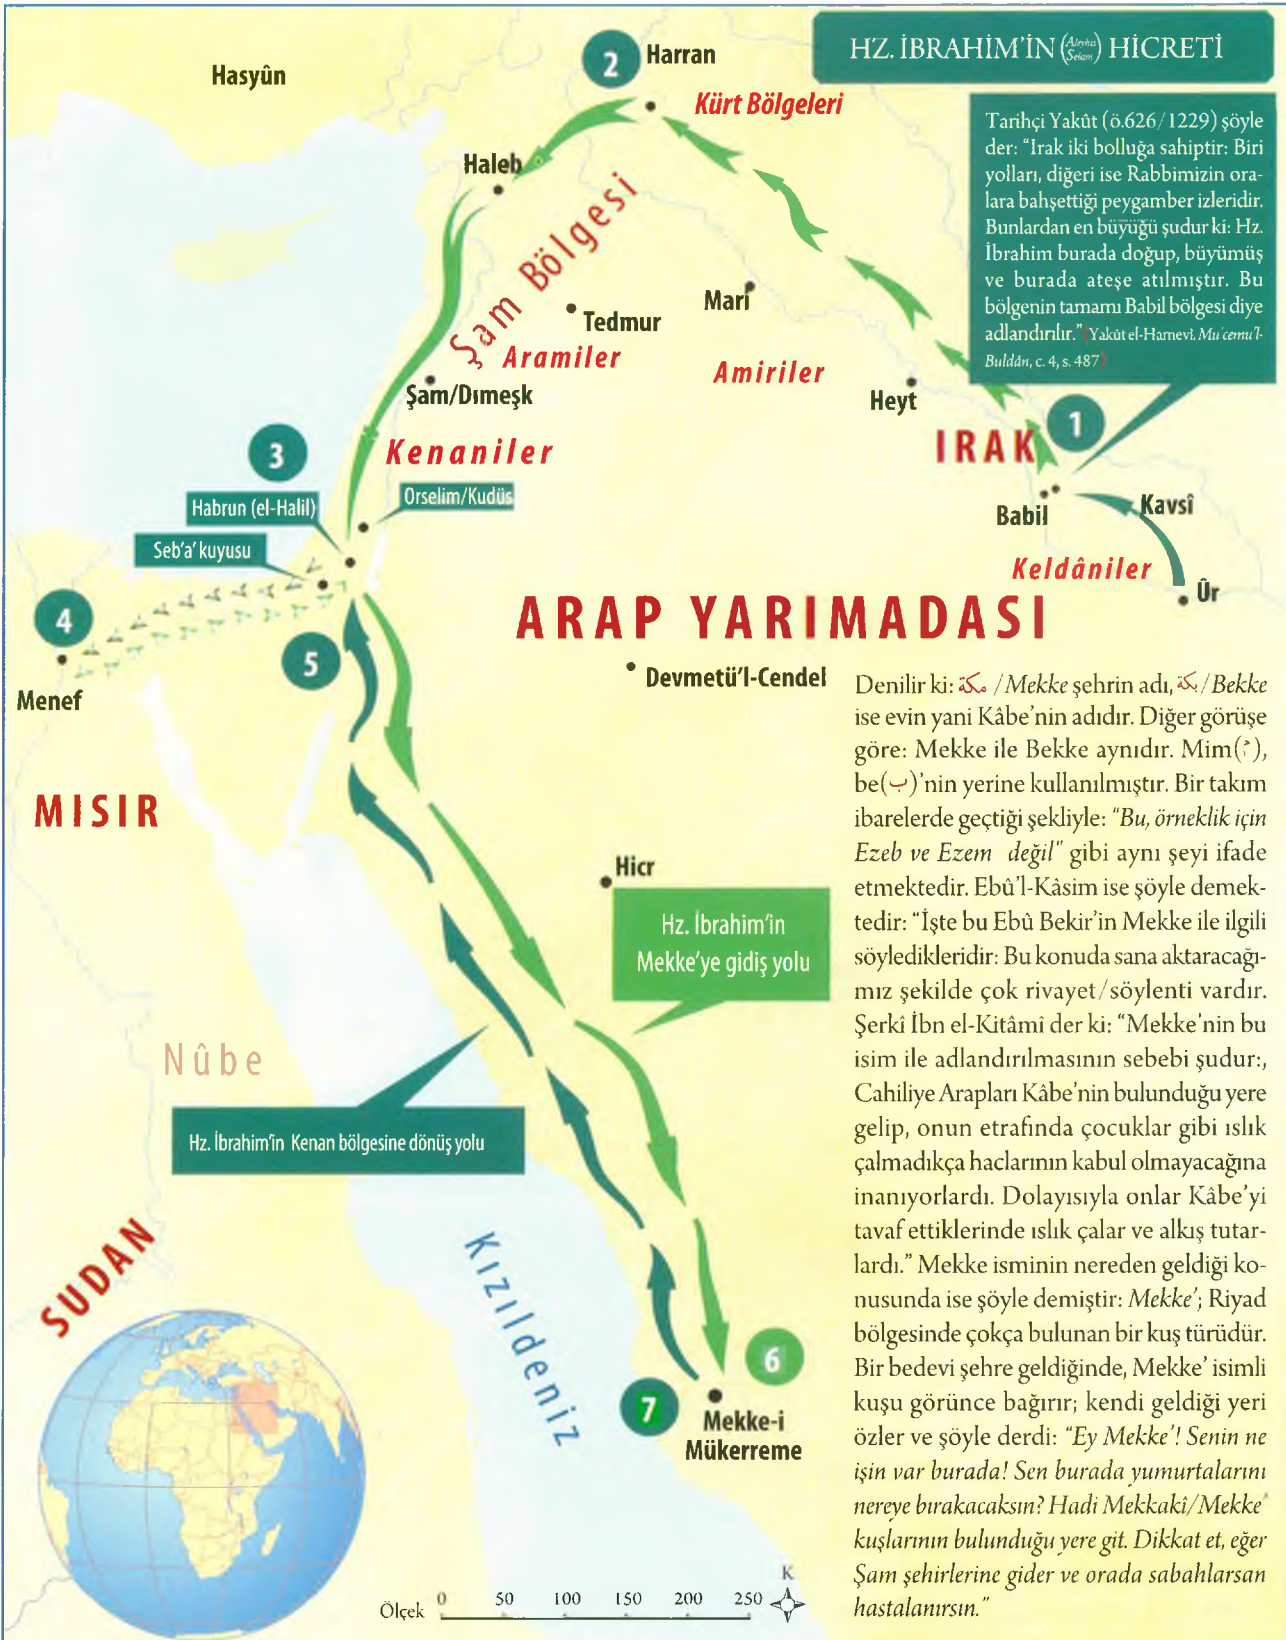 HZ. İBRAHİM'İN (Aleyhi Selam) HİCRETİ
Tarihçi Yakût (ö.626/1229) şöyle
der: "Irak iki bolluğa sahiptir: Biri
yolları, diğeri ise Rabbimizin ora-
lara bahşettiği peygamber izleridir.
Bunlardan en büyüğü şudur ki: Hz.
İbrahim burada doğup, büyümüş
ve burada ateşe atılmıştır. Bu
bölgenin tamamı Babil bölgesi diye
adlandırılır." (Yakût el-Hamevî, Mu'cemu'l-
Buldân, c. 4, s. 487)
2
Harran
Hasyûn
Kürt Bölgeleri
Haleb
Şam Bölgesi
Mari
Tedmur
Aramiler
Amiriler
Şam/Dımeşk
Heyt
1
IRAK
3
Kenaniler
Habrun (el-Halil)
Orselim/Kudüs
Seb'a' kuyusu
Babil
Kavsî
Keldâniler
Ûr
4
Menef
5
ARAP YARIMADASI
Devmetü'l-Cendel
MISIR
Hicr
Hz. İbrahim'in
Mekke'ye gidiş yolu
Nûbe
Hz. İbrahim'in Kenan bölgesine dönüş yolu
SUDAN
Kızıldeniz
6
7
Mekke-i
Mükerreme
Denilir ki: مكة /Mekke şehrin adı, بكة/Bekke
ise evin yani Kâbe'nin adıdır. Diğer görüşe
göre: Mekke ile Bekke aynıdır. Mim(م),
be(ب)'nin yerine kullanılmıştır. Bir takım
ibarelerde geçtiği şekliyle: "Bu, örneklik için
Ezeb ve Ezem değil" gibi aynı şeyi ifade
etmektedir. Ebû'l-Kâsim ise şöyle demek-
tedir: "İşte bu Ebû Bekir'in Mekke ile ilgili
söyledikleridir: Bu konuda sana aktaracağı-
mız şekilde çok rivayet/söylenti vardır.
Şerkî İbn el-Kitâmî der ki: "Mekke'nin bu
isim ile adlandırılmasının sebebi şudur:,
Cahiliye Arapları Kâbe'nin bulunduğu yere
gelip, onun etrafında çocuklar gibi ıslık
çalmadıkça haclarının kabul olmayacağına
inanıyorlardı. Dolayısıyla onlar Kâbe'yi
tavaf ettiklerinde ıslık çalar ve alkış tutar-
lardı." Mekke isminin nereden geldiği ko-
nusunda ise şöyle demiştir: Mekke'; Riyad
bölgesinde çokça bulunan bir kuş türüdür.
Bir bedevi şehre geldiğinde, Mekke' isimli
kuşu görünce bağırır; kendi geldiği yeri
özler ve şöyle derdi: "Ey Mekke'! Senin ne
işin var burada! Sen burada yumurtalarını
nereye bırakacaksın? Hadi Mekkakî/Mekke'
kuşlarının bulunduğu yere git. Dikkat et, eğer
Şam şehirlerine gider ve orada sabahlarsan
hastalanırsın."
Ölçek 0 50 100 150 200 250
K